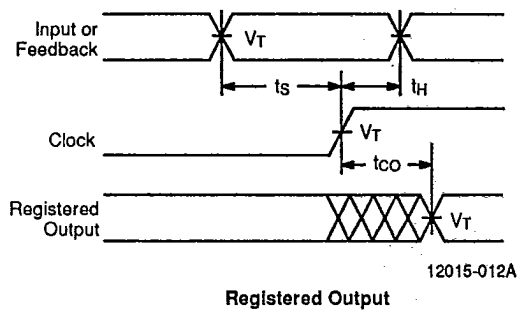 Input or
Feedback
VT
tS
tH
Clock
VT
tCO
Registered
Output
VT
12015-012A
Registered Output